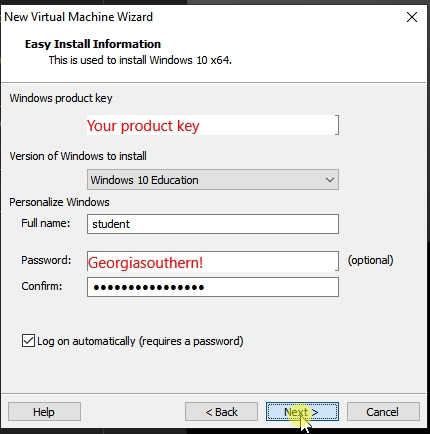 New Virtual Machine Wizard
Easy Install Information
This is used to install Windows 10 x64.
Windows product key
Your product key
Version of Windows to install
Windows 10 Education
Personalize Windows
Full name: student
Password: Georgiasouthern! (optional)
Confirm: ●●●●●●●●●●●●●●●●
Log on automatically (requires a password)
Help < Back Next > Cancel